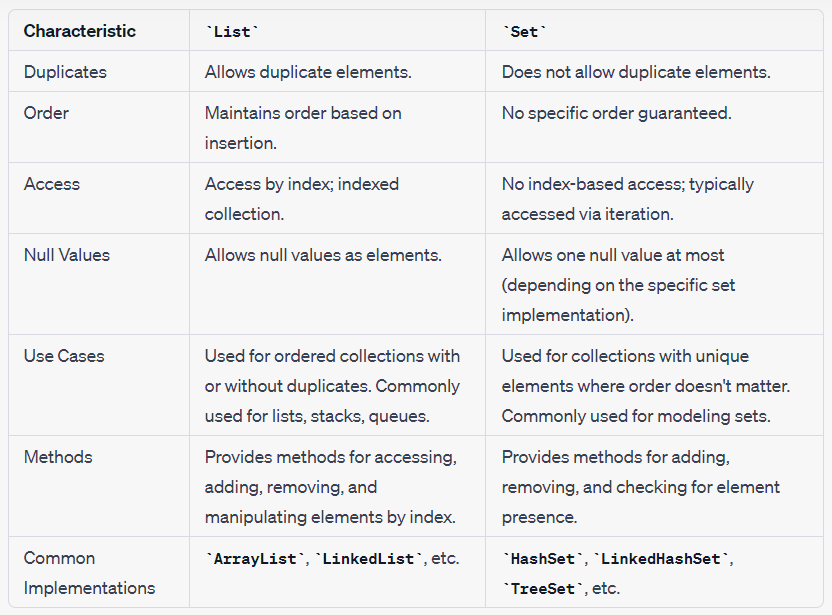 Characteristic `List` `Set`
Duplicates Allows duplicate elements. Does not allow duplicate elements.
Order Maintains order based on
insertion.
No specific order guaranteed.
Access Access by index; indexed
collection.
No index-based access; typically
accessed via iteration.
Null Values Allows null values as elements. Allows one null value at most
(depending on the specific set
implementation).
Use Cases Used for ordered collections with
or without duplicates. Commonly
used for lists, stacks, queues.
Used for collections with unique
elements where order doesn't matter.
Commonly used for modeling sets.
Methods Provides methods for accessing,
adding, removing, and
manipulating elements by index.
Provides methods for adding,
removing, and checking for element
presence.
Common
Implementations
`ArrayList`, `LinkedList`, etc.
`HashSet`, `LinkedHashSet`,
`TreeSet`, etc.